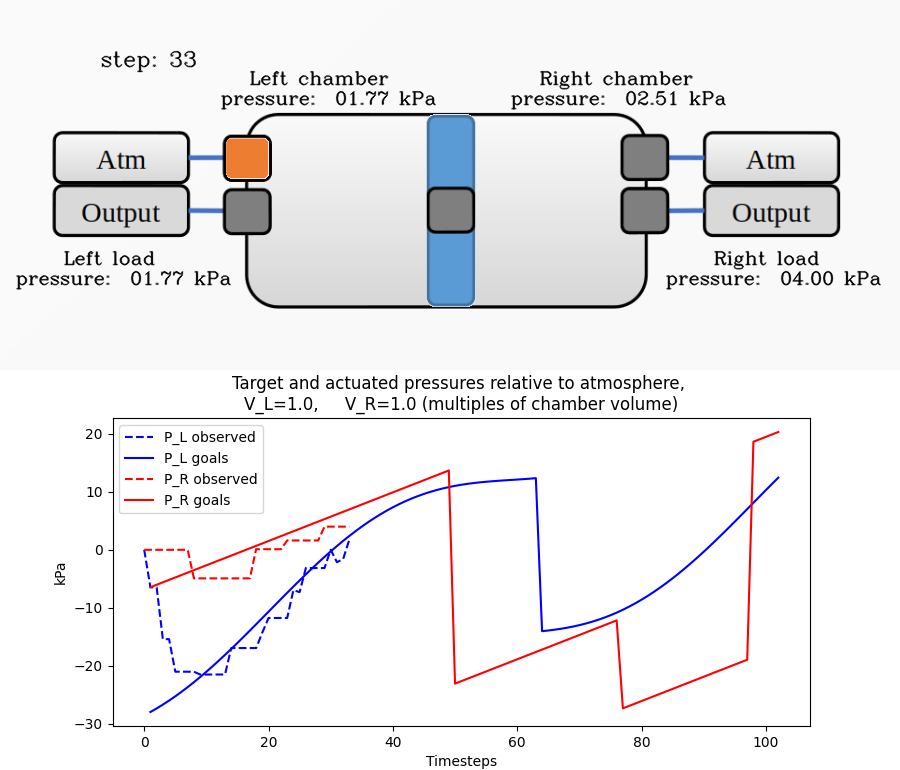 step: 33
Left chamber
pressure: 01.77 kPa
Right chamber
pressure: 02.51 kPa
Atm
Output
Atm
Output
Left load
pressure: 01.77 kPa
Right load
pressure: 04.00 kPa
Target and actuated pressures relative to atmosphere,
V_L=1.0, V_R=1.0 (multiples of chamber volume)
P_L observed
P_L goals
P_R observed
P_R goals
kPa
20
10
0
−10
−20
−30
0 20 40 60 80 100
Timesteps